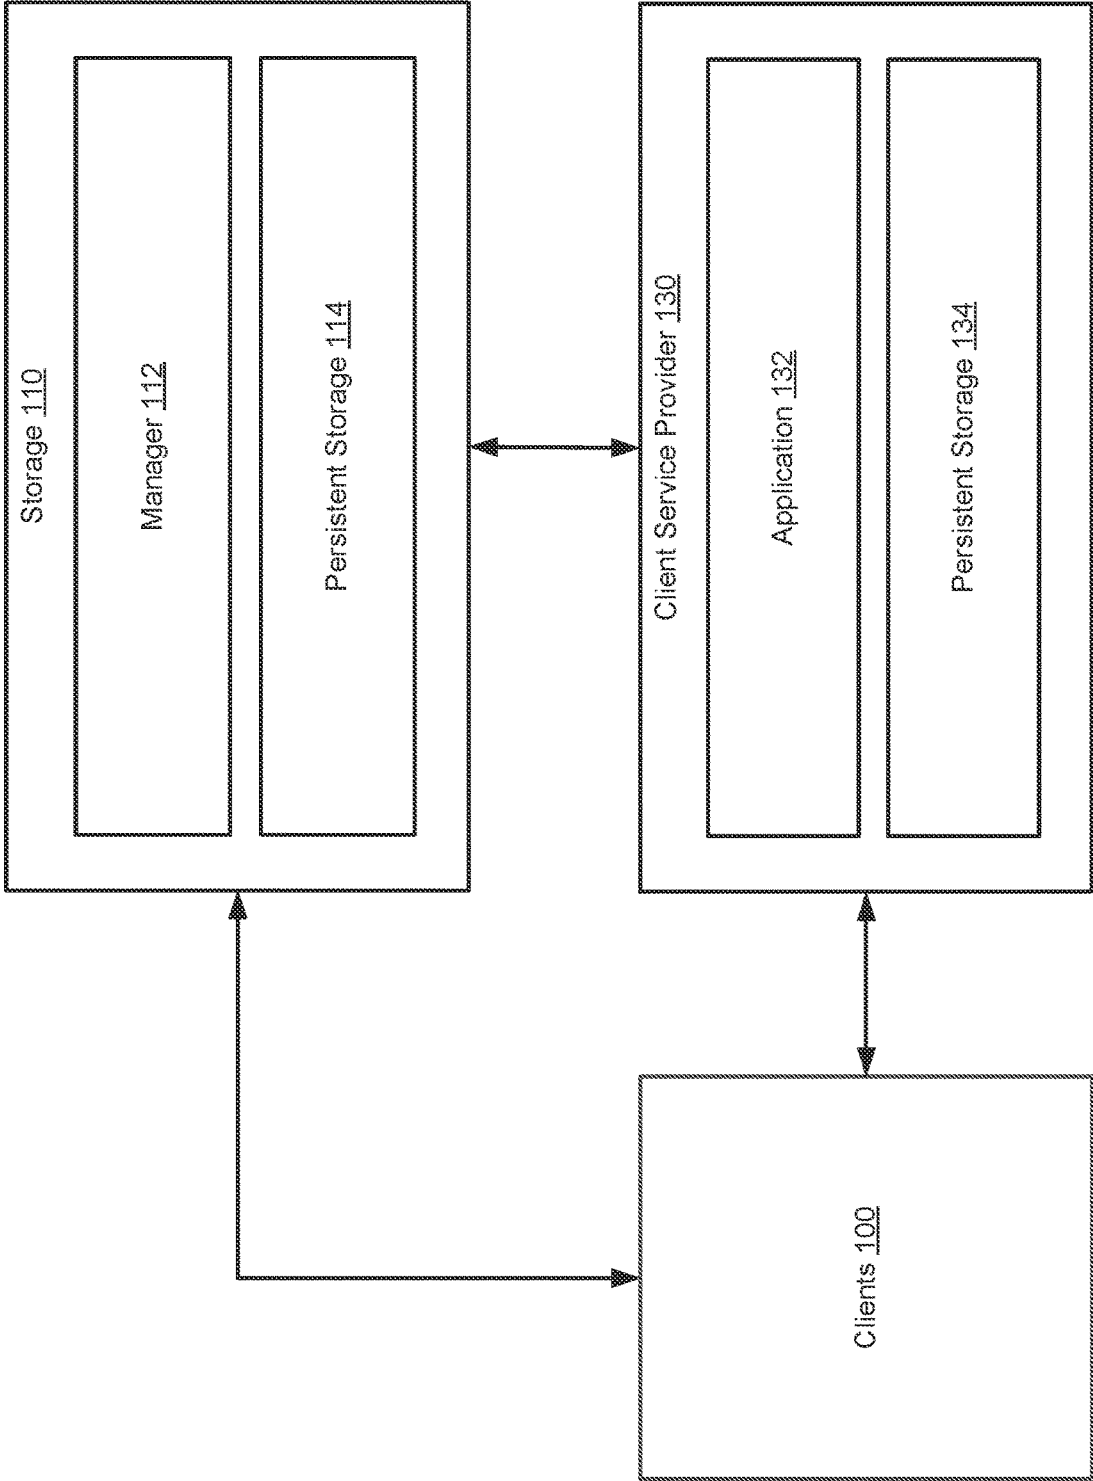 Storage 110
Manager 112
Persistent Storage 114
Client Service Provider 130
Application 132
Persistent Storage 134
Clients 100